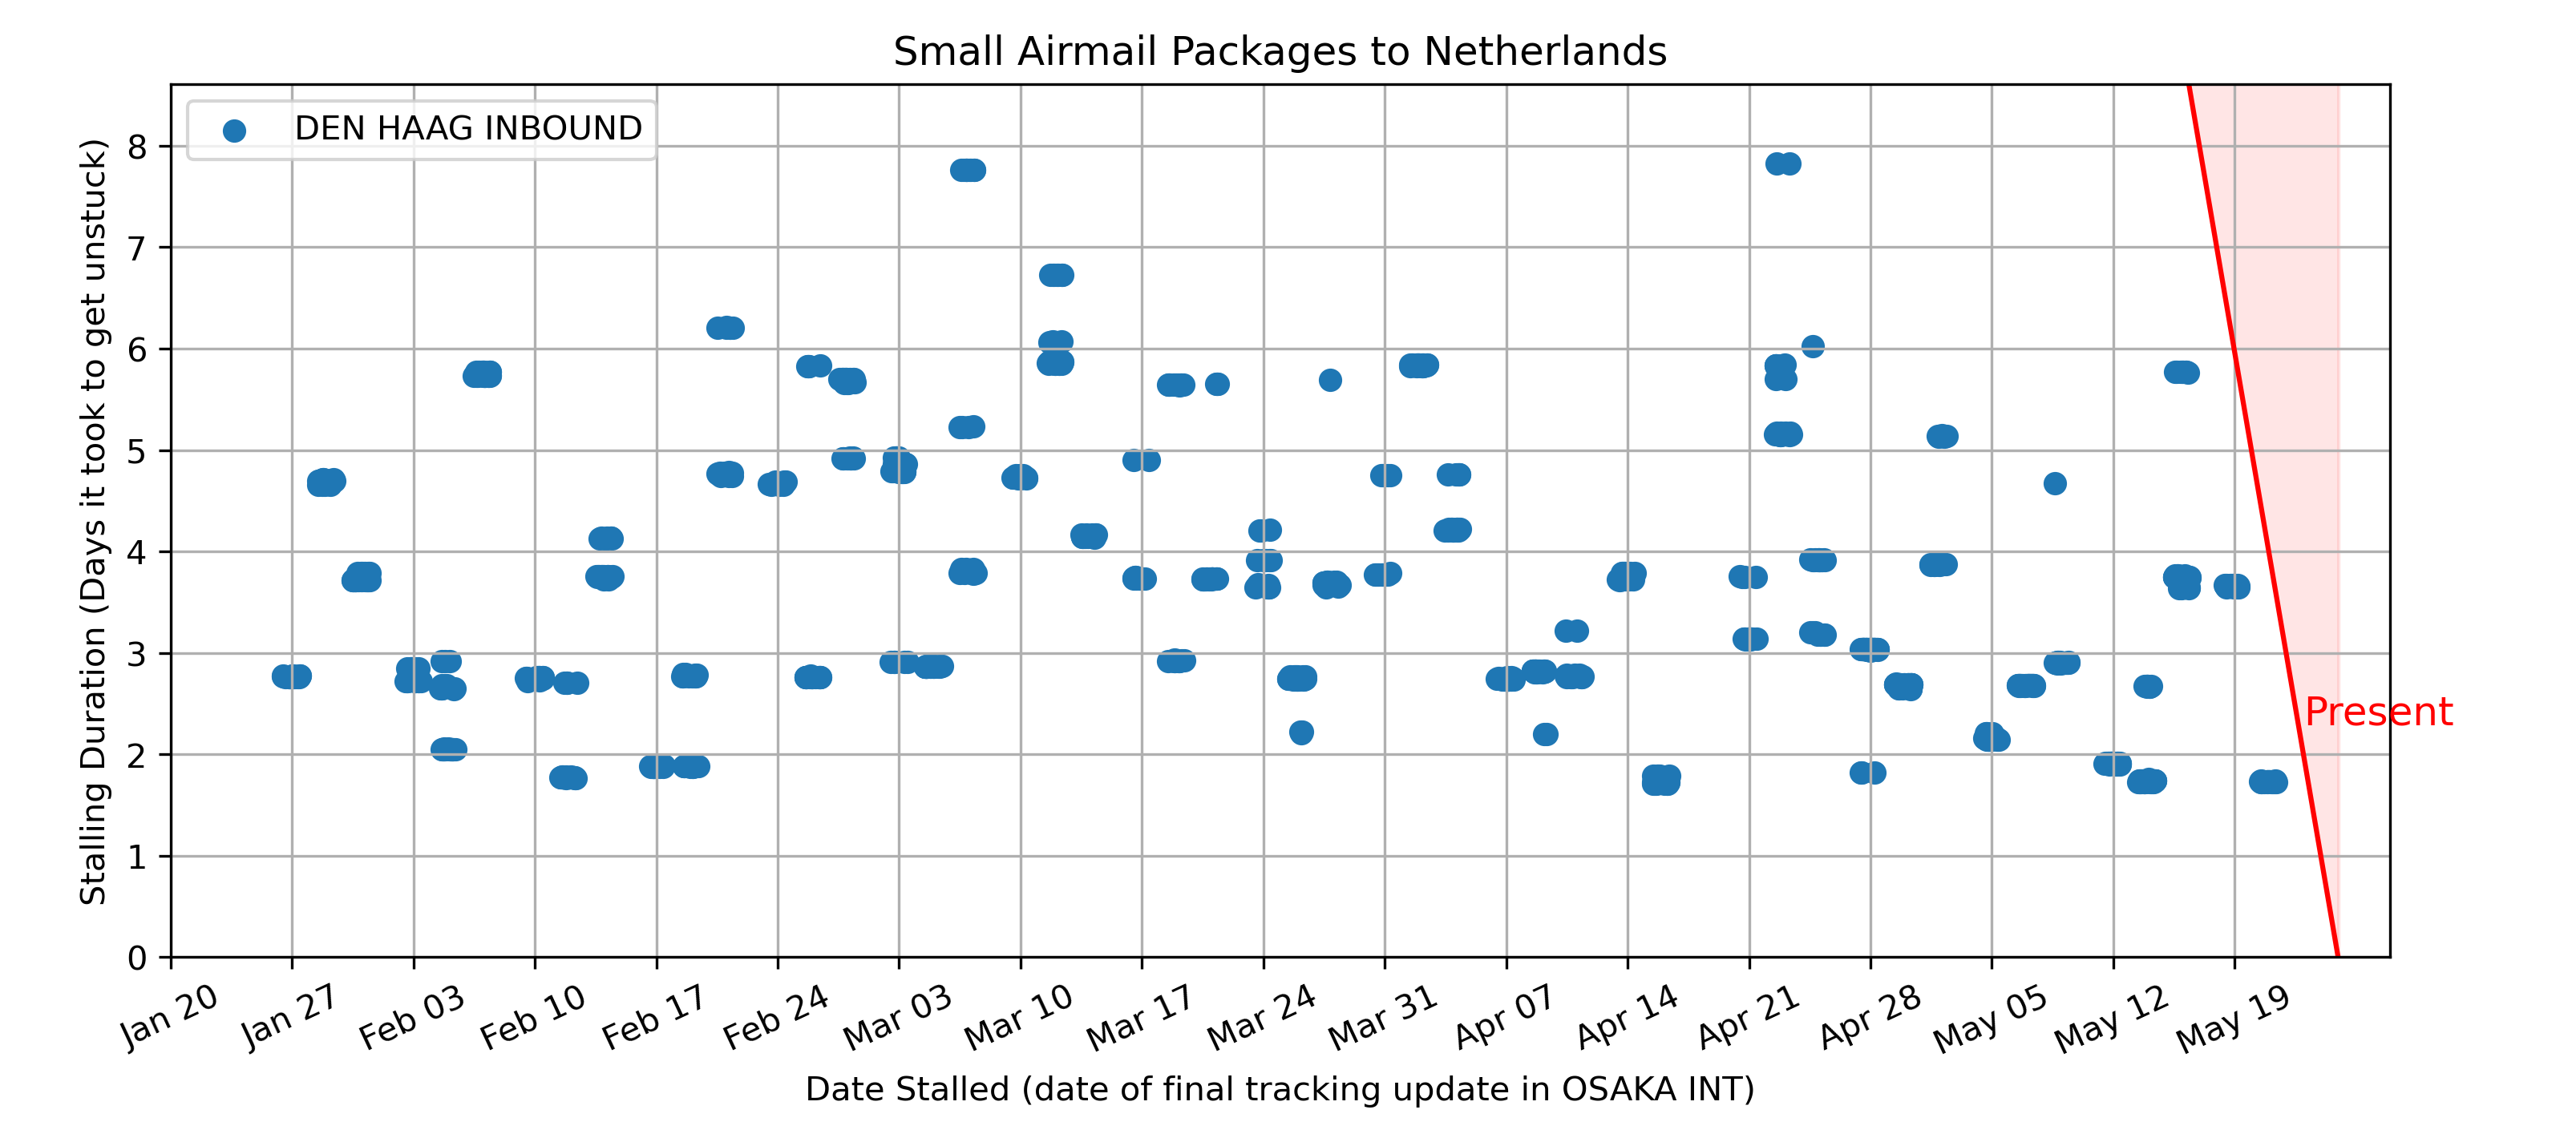 Small Airmail Packages to Netherlands
DEN HAAG INBOUND
Stalling Duration (Days it took to get unstuck)
8
7
6
5
4
3
2
1
0
Present
Jan 20 Jan 27 Feb 03 Feb 10 Feb 17 Feb 24 Mar 03 Mar 10 Mar 17 Mar 24 Mar 31 Apr 07 Apr 14 Apr 21 Apr 28 May 05 May 12 May 19
Date Stalled (date of final tracking update in OSAKA INT)